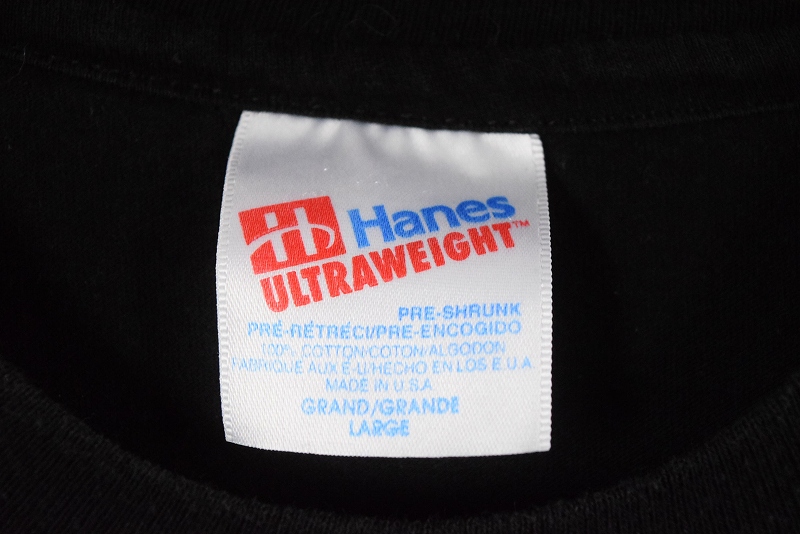 Hanes
ULTRAWEIGHT™
PRE-SHRUNK
PRÉ-RÉTRÉCI/PRE-ENCOGIDO
100% COTTON/COTON/ALGODON
FABRIQUE AUX É-U/HECHO EN LOS E.U.A
MADE IN U.S.A
GRAND/GRANDE
LARGE